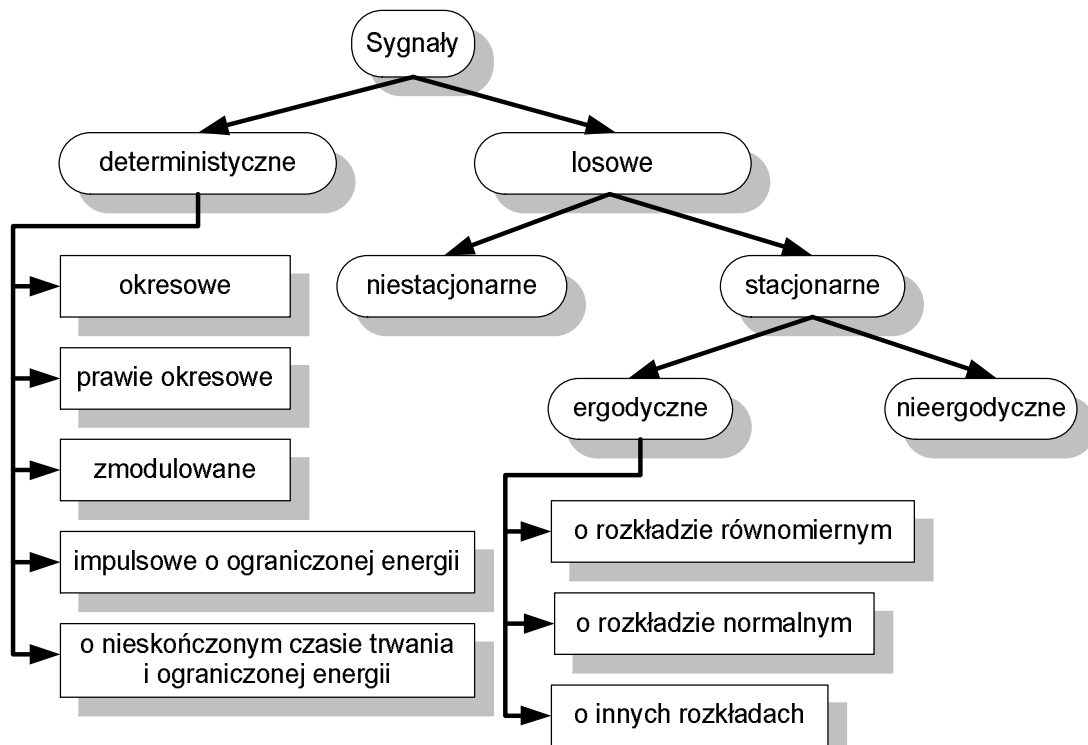 Sygnały
deterministyczne
losowe
okresowe
niestacjonarne
stacjonarne
prawie okresowe
ergodyczne
nieergodyczne
zmodulowane
o rozkładzie równomiernym
impulsowe o ograniczonej energii
o rozkładzie normalnym
o nieskończonym czasie trwania
i ograniczonej energii
o innych rozkładach